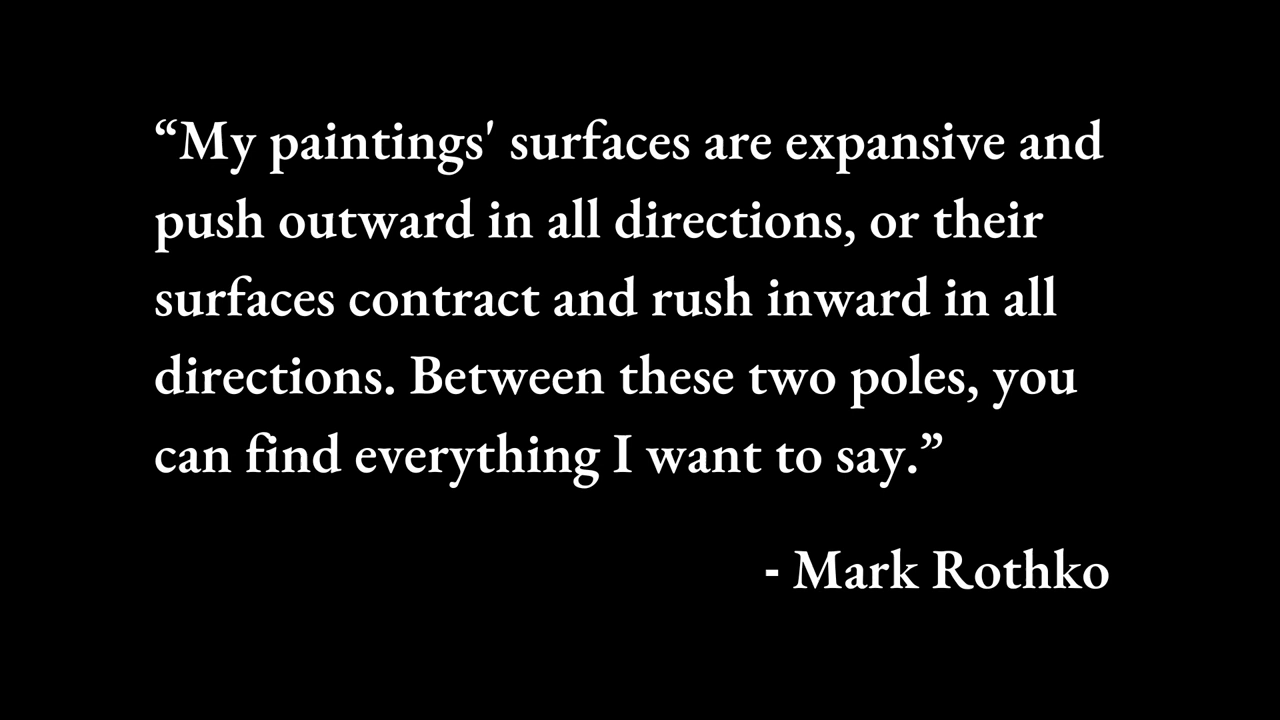 “My paintings' surfaces are expansive and
push outward in all directions, or their
surfaces contract and rush inward in all
directions. Between these two poles, you
can find everything I want to say.”
- Mark Rothko